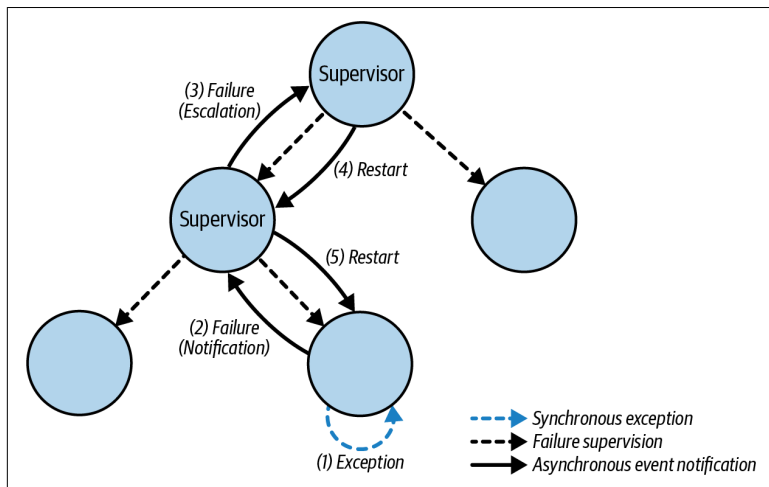 Supervisor
(3) Failure
(Escalation)
(4) Restart
Supervisor
(5) Restart
(2) Failure
(Notification)
(1) Exception
Synchronous exception
Failure supervision
Asynchronous event notification